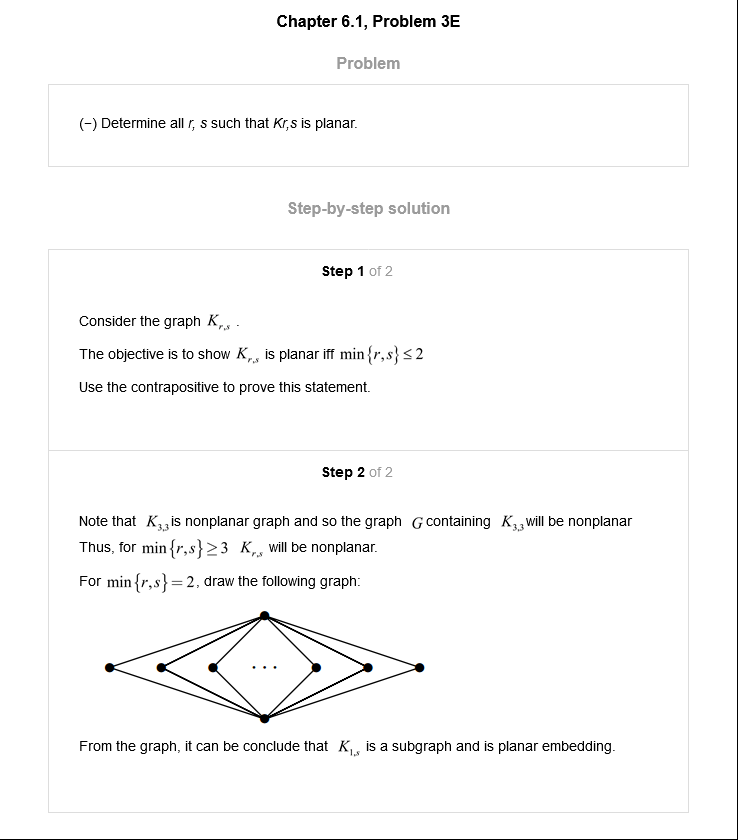 Chapter 6.1, Problem 3E
Problem
(−) Determine all r, s such that Kr,s is planar.
Step-by-step solution
Step 1 of 2
Consider the graph K_{r,s} .
The objective is to show K_{r,s} is planar iff min{r,s} ≤ 2
Use the contrapositive to prove this statement.
Step 2 of 2
Note that K_{3,3} is nonplanar graph and so the graph G containing K_{3,3} will be nonplanar
Thus, for min{r,s} ≥ 3 K_{r,s} will be nonplanar.
For min{r,s} = 2, draw the following graph:
...
From the graph, it can be conclude that K_{1,s} is a subgraph and is planar embedding.